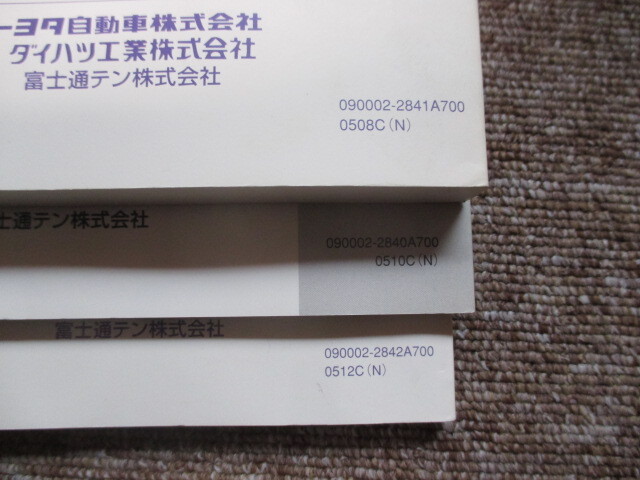 ーヨタ自動車株式会社
ダイハツ工業株式会社
富士通テン株式会社
090002-2841A700
0508C(N)
士通テン株式会社
090002-2840A700
0510C(N)
富士通テン株式会社
090002-2842A700
0512C(N)